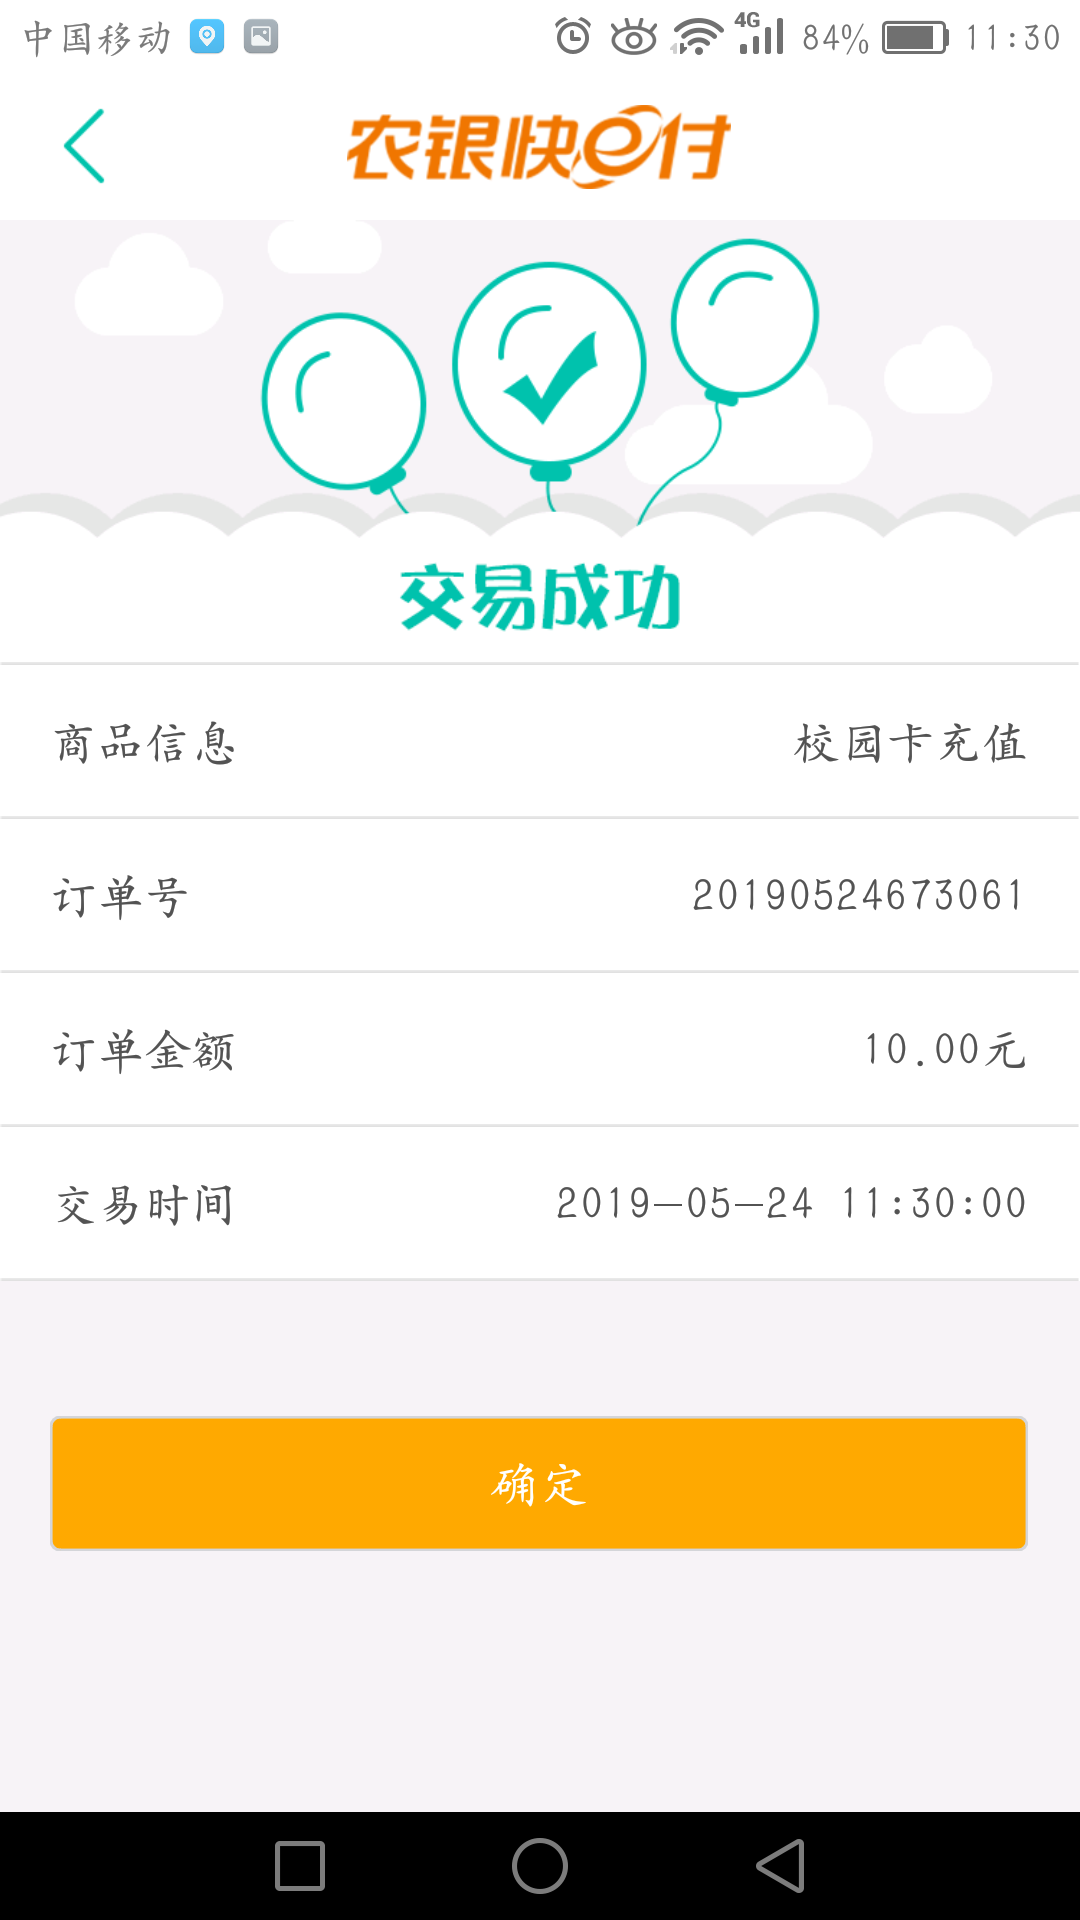 中国移动 4G 84% 11:30
农银快e付
交易成功
商品信息 校园卡充值
订单号 20190524673061
订单金额 10.00元
交易时间 2019-05-24 11:30:00
确定